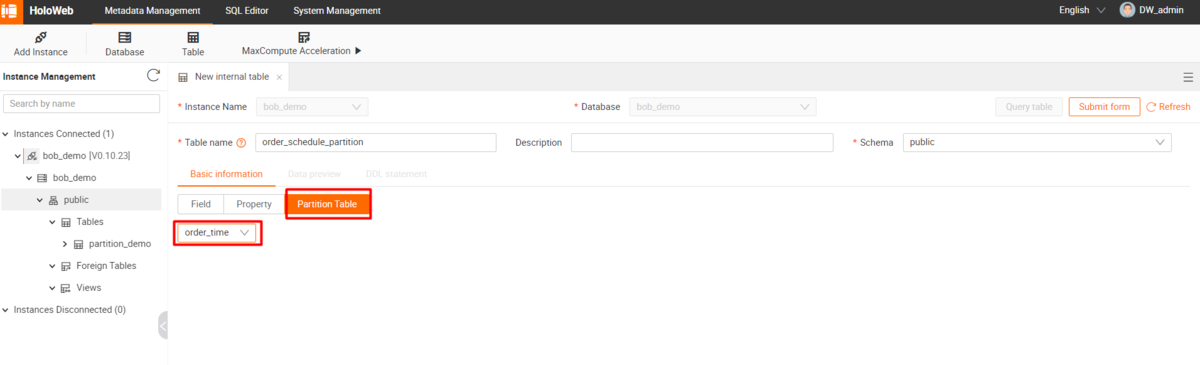 HoloWeb Metadata Management SQL Editor System Management English DW_admin
Add Instance Database Table MaxCompute Acceleration
Instance Management
New internal table
Search by name
* Instance Name bob_demo * Database bob_demo Query table Submit form Refresh
Instances Connected (1)
* Table name order_schedule_partition Description * Schema public
bob_demo |V0.10.23|
bob_demo
Basic information Data preview DDL statement
public
Field Property Partition Table
Tables
order_time
partition_demo
Foreign Tables
Views
Instances Disconnected (0)